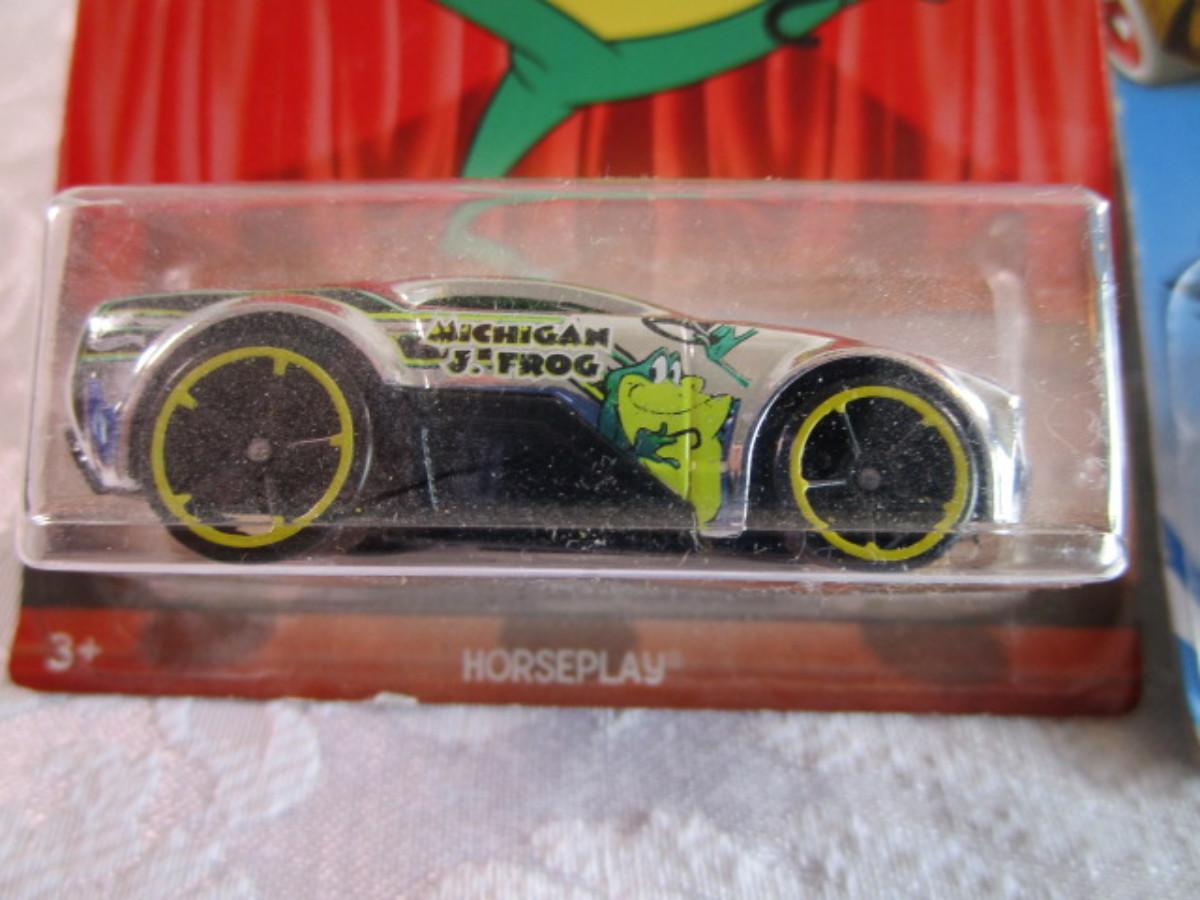 MICHIGAN
J. FROG
3+
HORSEPLAY®